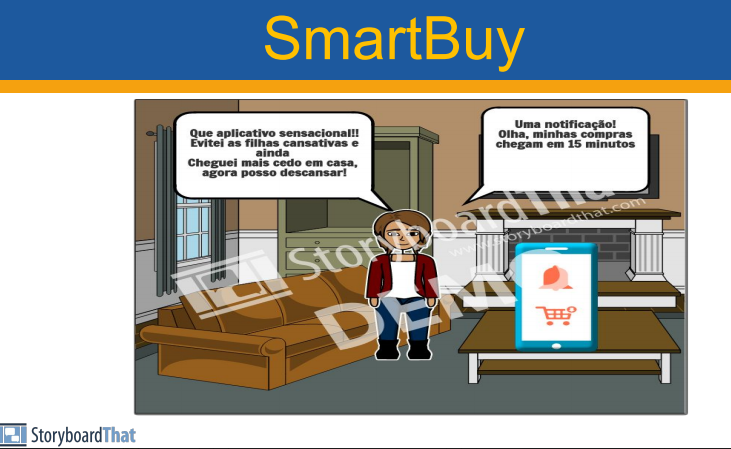 SmartBuy
Que aplicativo sensacional!!
Evitei as filhas cansativas e
ainda
Cheguei mais cedo em casa,
agora posso descansar!
Uma notificação!
Olha, minhas compras
chegam em 15 minutos
StoryboardThat
www.storyboardthat.com
DEMO
StoryboardThat